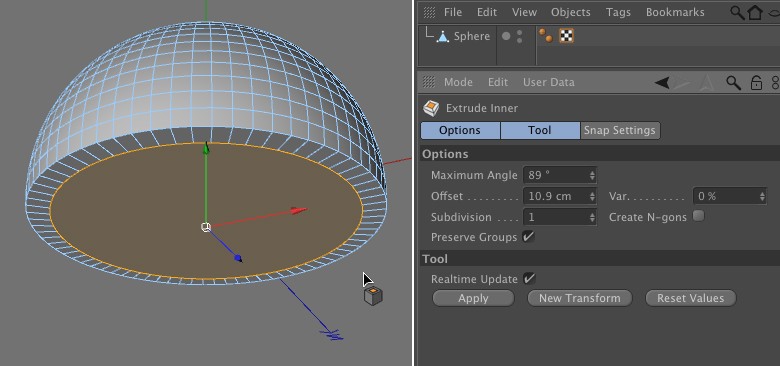 File Edit View Objects Tags Bookmarks
Sphere
Mode Edit User Data
Extrude Inner
Options Tool Snap Settings
Options
Maximum Angle 89 °
Offset . . . . . . . . . 10.9 cm Var. . . . . . . . . . 0 %
Subdivision . . . . 1 Create N-gons
Preserve Groups
Tool
Realtime Update
Apply New Transform Reset Values